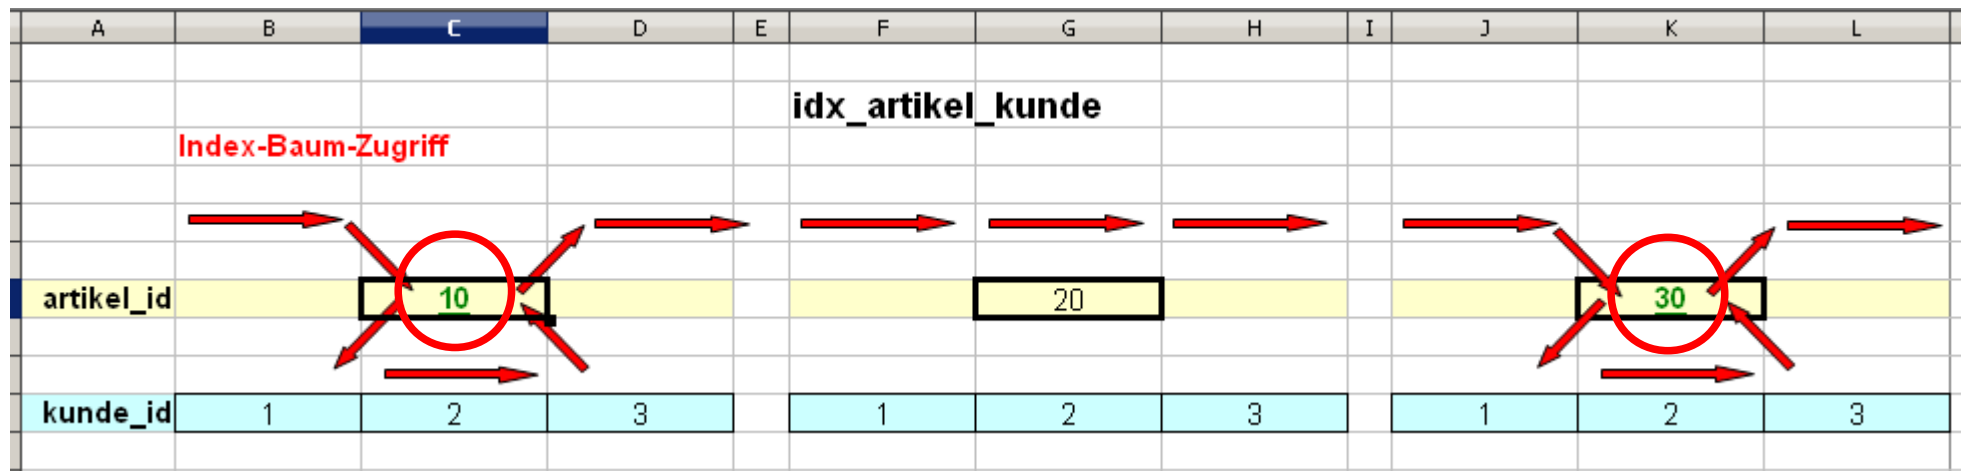 A B C D E F G H I J K L
idx_artikel_kunde
Index-Baum-Zugriff
artikel_id 10 20 30
kunde_id 1 2 3 1 2 3 1 2 3